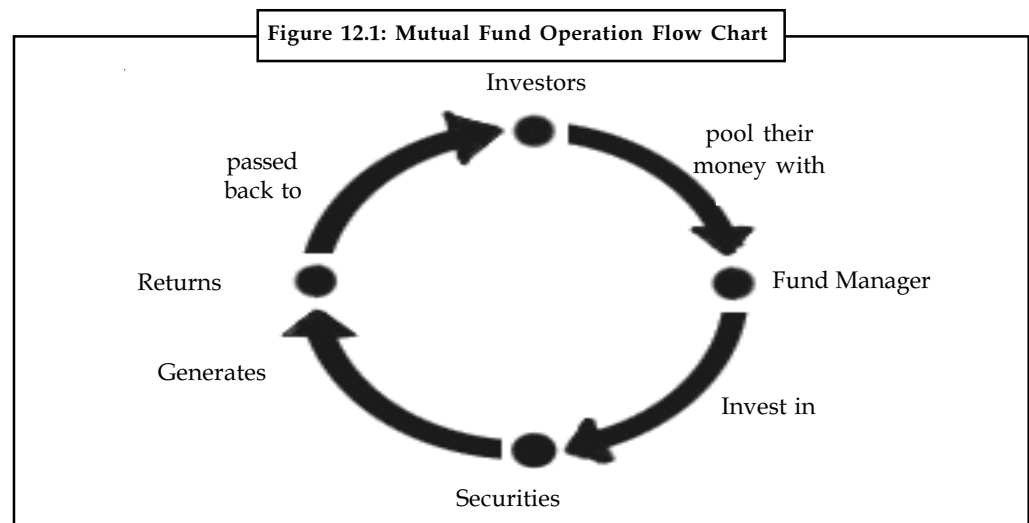 Figure 12.1: Mutual Fund Operation Flow Chart
Investors
pool their
money with
Fund Manager
Invest in
Securities
Generates
Returns
passed
back to